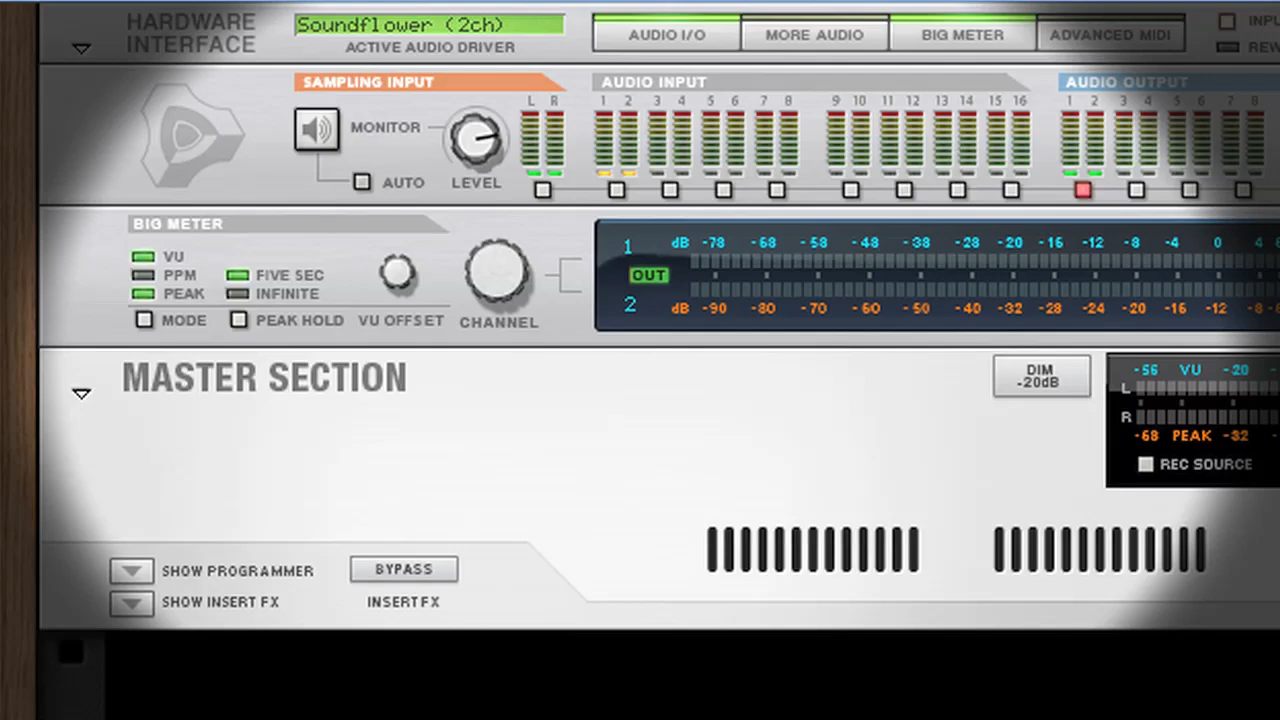 HARDWARE INTERFACE
Soundflower (2ch)
ACTIVE AUDIO DRIVER
AUDIO I/O MORE AUDIO BIG METER ADVANCED MIDI
SAMPLING INPUT AUDIO INPUT AUDIO OUTPUT
L R 1 2 3 4 5 6 7 8 9 10 11 12 13 14 15 16 1 2 3 4 5 6 7 8
MONITOR
AUTO LEVEL
BIG METER
VU
PPM FIVE SEC
PEAK INFINITE
MODE PEAK HOLD VU OFFSET CHANNEL
1 dB -78 -68 -58 -48 -38 -28 -20 -16 -12 -8 -4 0 4
OUT
2 dB -90 -80 -70 -60 -50 -40 -32 -28 -24 -20 -16 -12 -8
MASTER SECTION
DIM
-20dB
-56 VU -20
L
R
-68 PEAK -32
REC SOURCE
SHOW PROGRAMMER BYPASS
SHOW INSERT FX INSERT FX